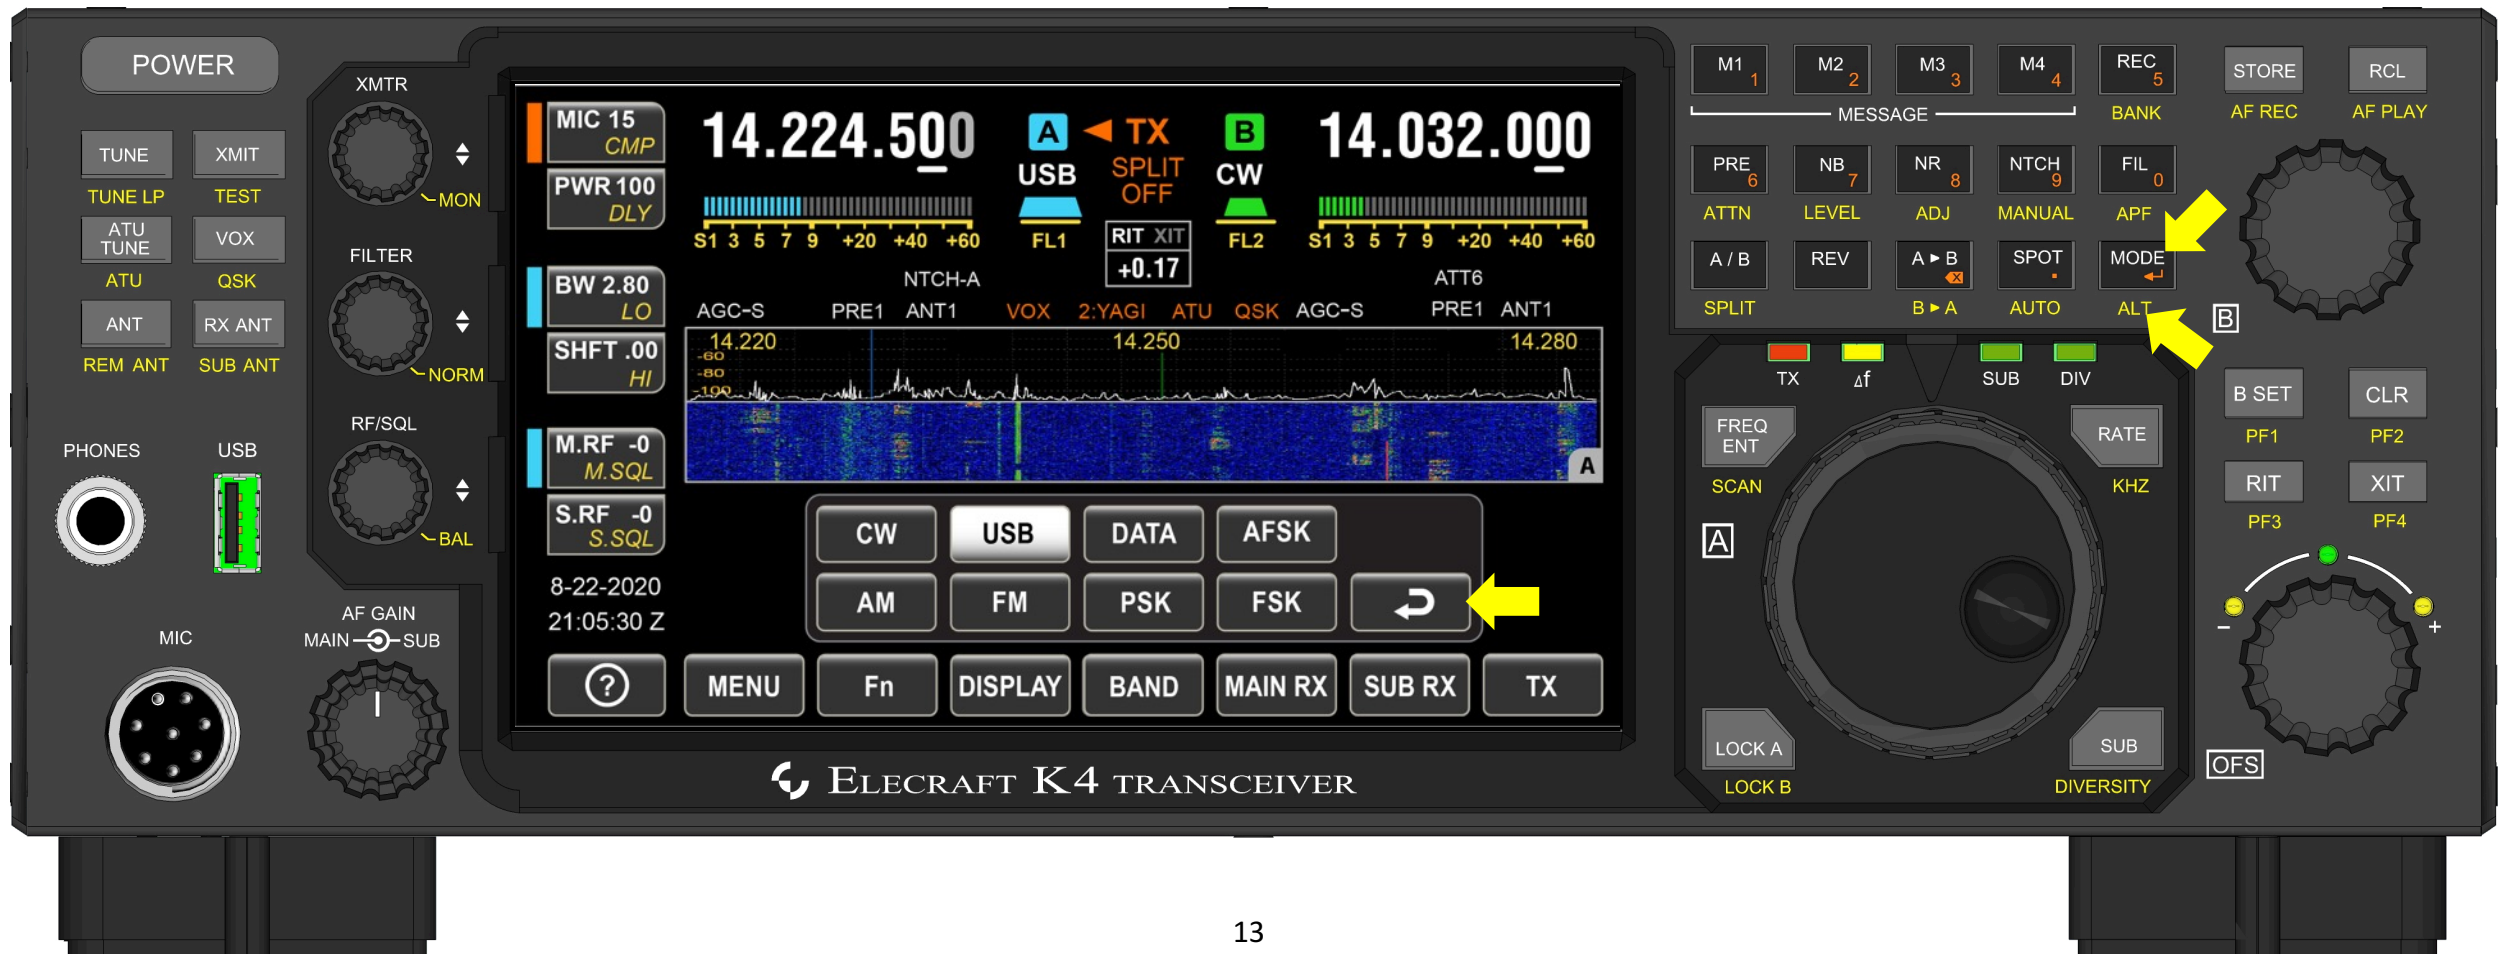 POWER
TUNE
XMIT
TUNE LP
TEST
ATU
TUNE
VOX
ATU
QSK
ANT
RX ANT
REM ANT
SUB ANT
PHONES
USB
MIC
XMTR
MON
FILTER
NORM
RF/SQL
BAL
AF GAIN
MAIN
SUB
MIC 15
CMP
PWR 100
DLY
BW 2.80
LO
SHFT .00
HI
M.RF -0
M.SQL
S.RF -0
S.SQL
8-22-2020
21:05:30 Z
14.224.500
A
TX
B
14.032.000
USB
SPLIT
OFF
CW
S1 3 5 7 9 +20 +40 +60
FL1
RIT XIT
+0.17
FL2
S1 3 5 7 9 +20 +40 +60
NTCH-A
ATT6
AGC-S
PRE1
ANT1
VOX
2:YAGI
ATU
QSK
AGC-S
PRE1
ANT1
14.220
14.250
14.280
-60
-80
-100
A
CW
USB
DATA
AFSK
AM
FM
PSK
FSK
?
MENU
Fn
DISPLAY
BAND
MAIN RX
SUB RX
TX
ELECRAFT K4 TRANSCEIVER
M1 1
M2 2
M3 3
M4 4
REC 5
STORE
RCL
MESSAGE
BANK
AF REC
AF PLAY
PRE 6
NB 7
NR 8
NTCH 9
FIL 0
ATTN
LEVEL
ADJ
MANUAL
APF
A / B
REV
A ► B
SPOT .
MODE
SPLIT
B ► A
AUTO
ALT
B
TX
Δf
SUB
DIV
FREQ
ENT
RATE
SCAN
KHZ
A
LOCK A
SUB
LOCK B
DIVERSITY
B SET
CLR
PF1
PF2
RIT
XIT
PF3
PF4
-
+
OFS
13